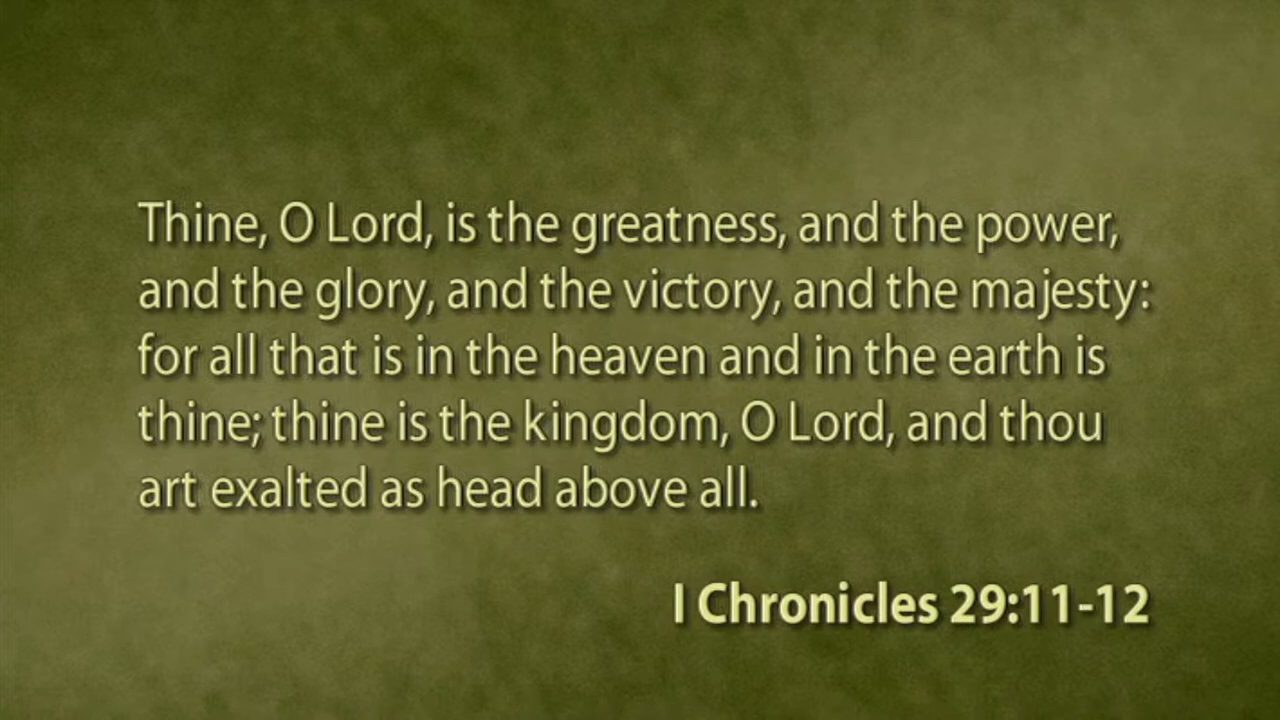 Thine, O Lord, is the greatness, and the power,
and the glory, and the victory, and the majesty:
for all that is in the heaven and in the earth is
thine; thine is the kingdom, O Lord, and thou
art exalted as head above all.
I Chronicles 29:11-12